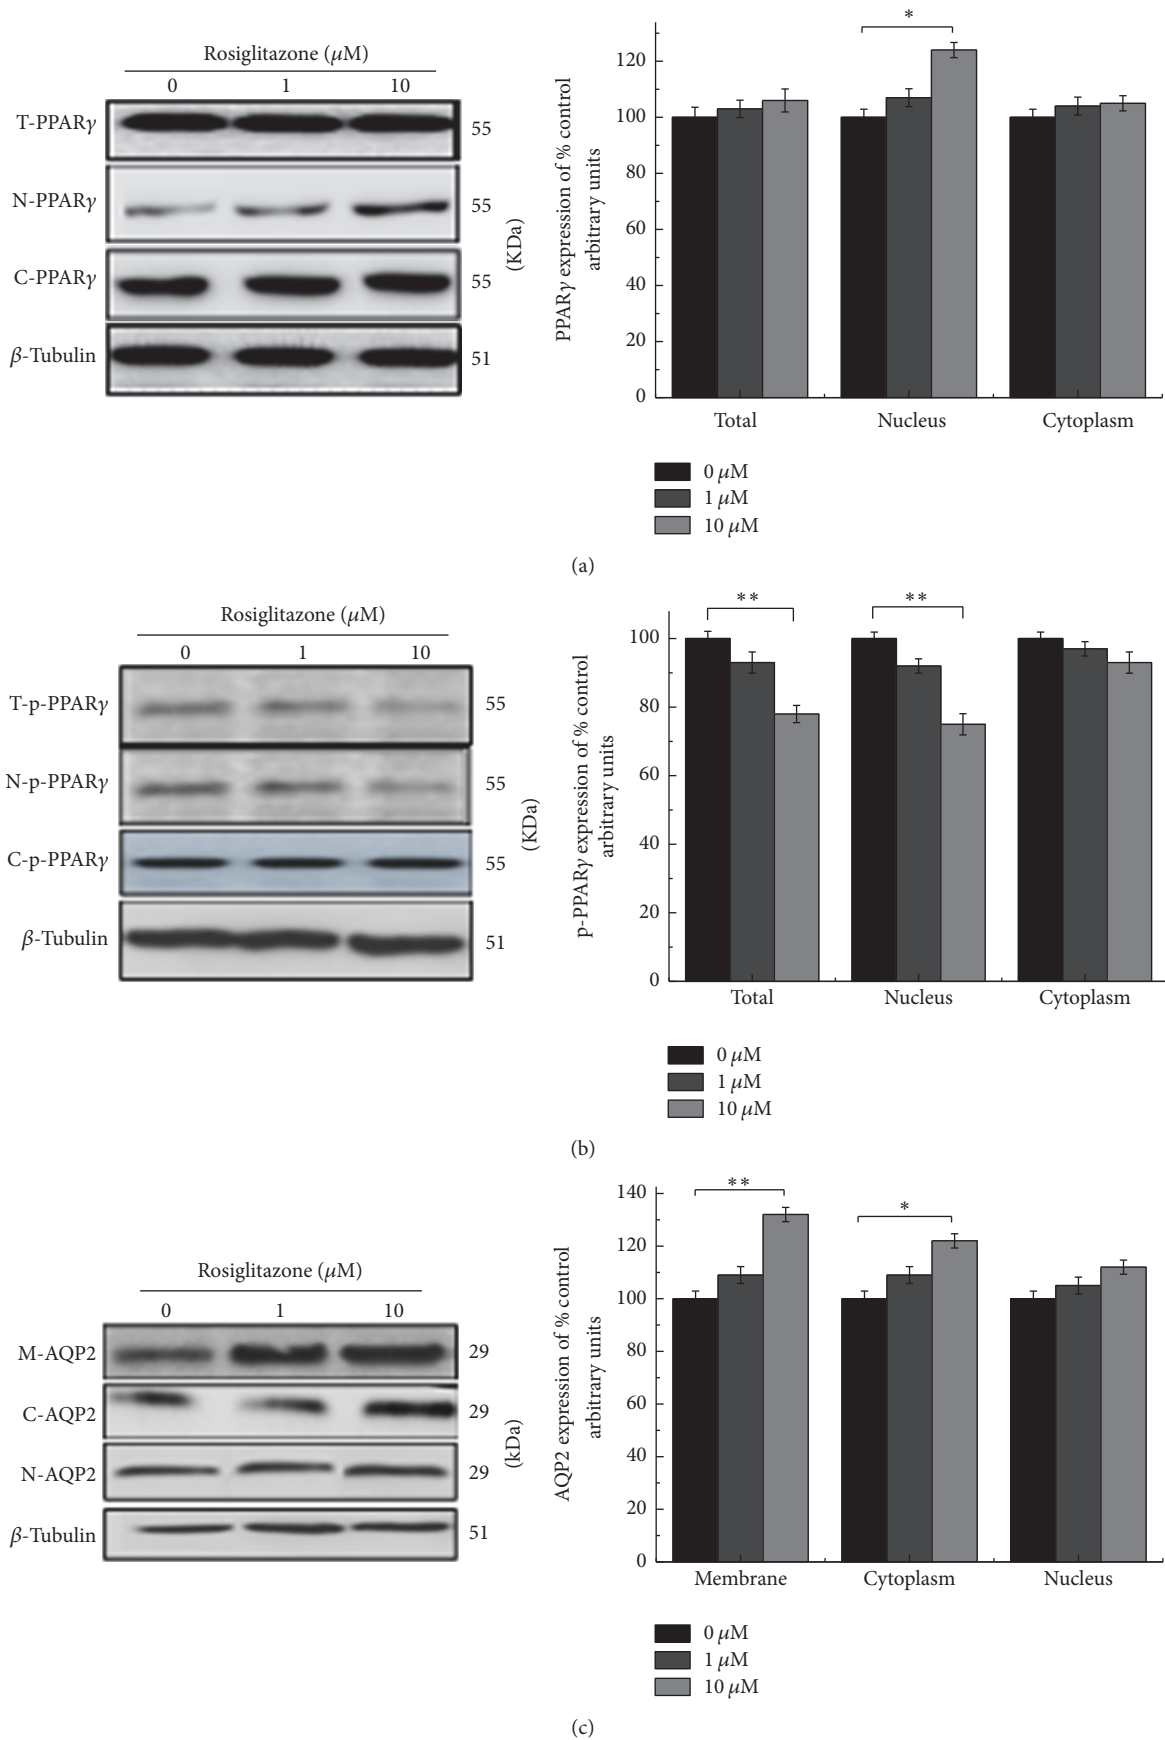 Rosiglitazone (μM)
0 1 10
T-PPARγ 55
N-PPARγ 55
C-PPARγ 55
β-Tubulin 51
(KDa)
PPARγ expression of % control
arbitrary units
120
100
80
60
40
20
0
*
Total Nucleus Cytoplasm
0 μM
1 μM
10 μM
(a)
Rosiglitazone (μM)
0 1 10
T-p-PPARγ 55
N-p-PPARγ 55
C-p-PPARγ 55
β-Tubulin 51
(KDa)
p-PPARγ expression of % control
arbitrary units
100
80
60
40
20
0
** **
Total Nucleus Cytoplasm
0 μM
1 μM
10 μM
(b)
Rosiglitazone (μM)
0 1 10
M-AQP2 29
C-AQP2 29
N-AQP2 29
β-Tubulin 51
(kDa)
AQP2 expression of % control
arbitrary units
140
120
100
80
60
40
20
0
** *
Membrane Cytoplasm Nucleus
0 μM
1 μM
10 μM
(c)